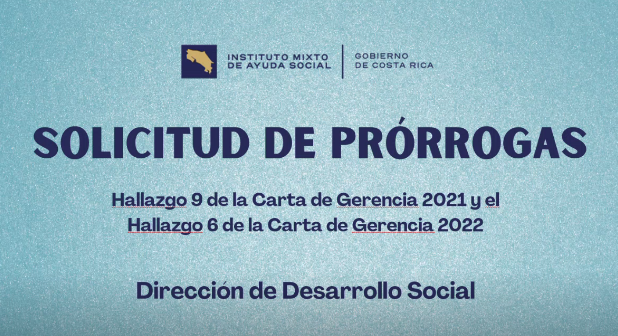 INSTITUTO MIXTO
DE AYUDA SOCIAL
GOBIERNO
DE COSTA RICA
SOLICITUD DE PRÓRROGAS
Hallazgo 9 de la Carta de Gerencia 2021 y el
Hallazgo 6 de la Carta de Gerencia 2022
Dirección de Desarrollo Social